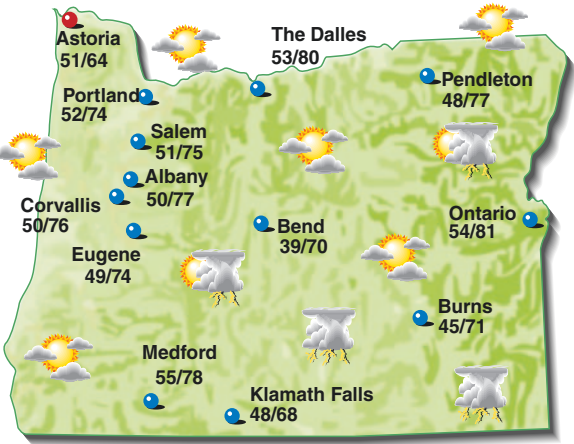 Astoria
51/64
The Dalles
53/80
Pendleton
48/77
Portland
52/74
Salem
51/75
Albany
50/77
Corvallis
50/76
Eugene
49/74
Bend
39/70
Ontario
54/81
Burns
45/71
Medford
55/78
Klamath Falls
48/68